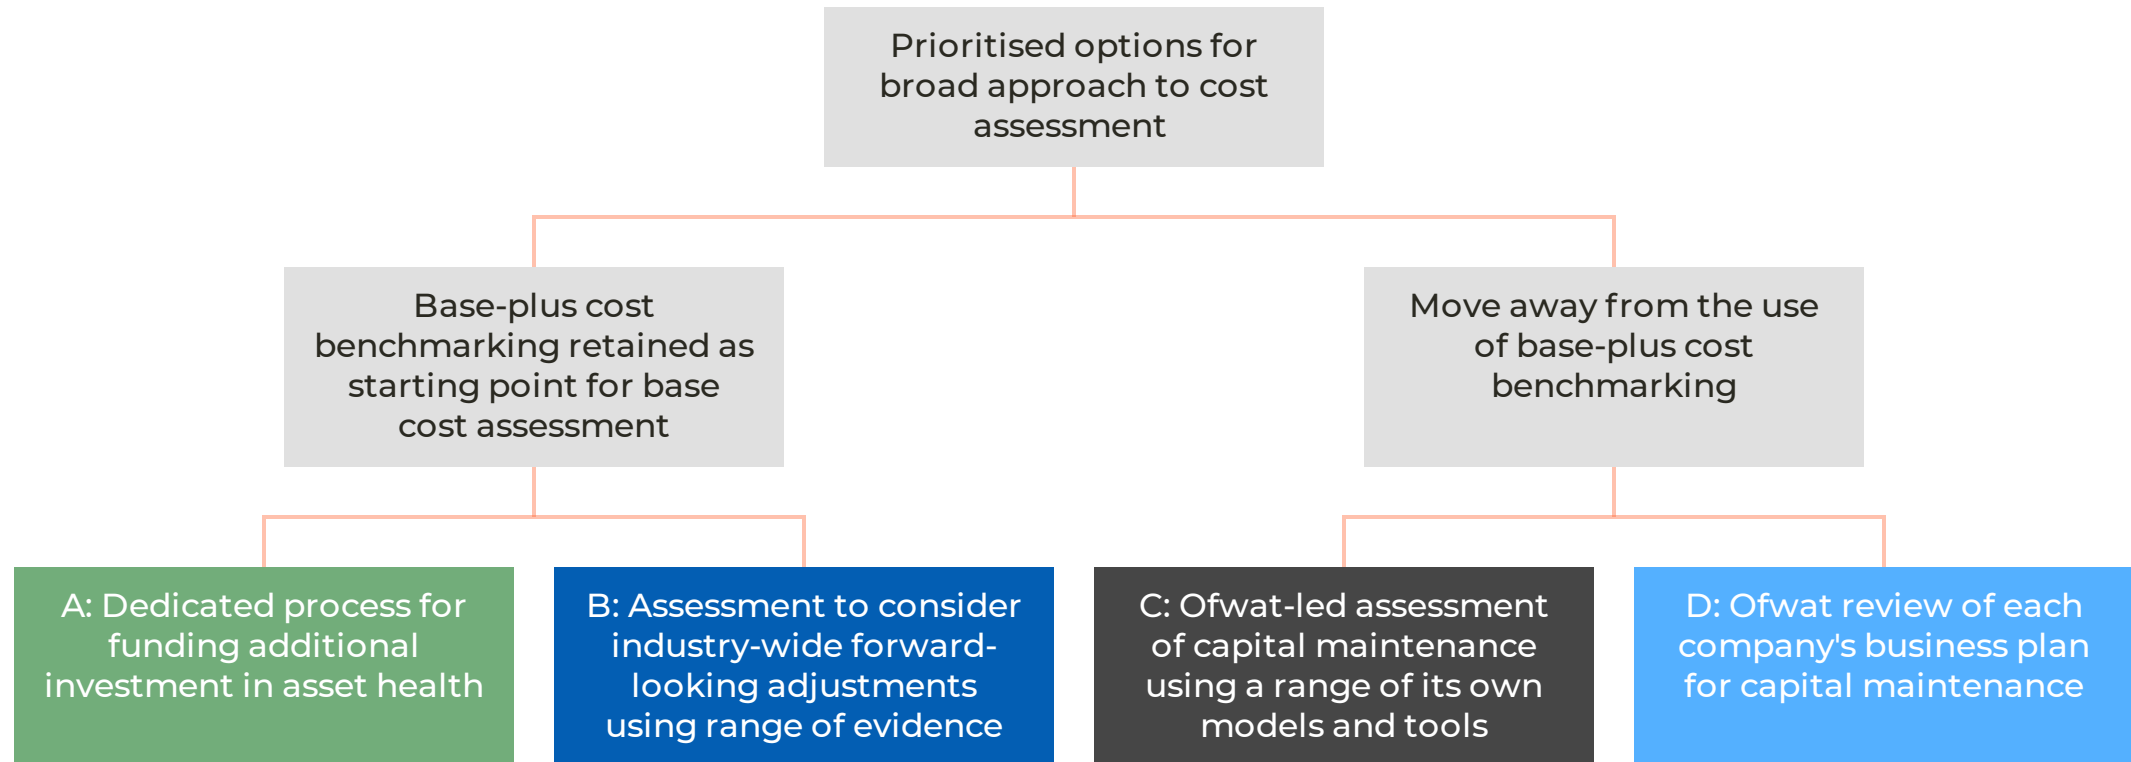 Prioritised options for
broad approach to cost
assessment
Base-plus cost
benchmarking retained as
starting point for base
cost assessment
Move away from the use
of base-plus cost
benchmarking
A: Dedicated process for
funding additional
investment in asset health
B: Assessment to consider
industry-wide forward-
looking adjustments
using range of evidence
C: Ofwat-led assessment
of capital maintenance
using a range of its own
models and tools
D: Ofwat review of each
company's business plan
for capital maintenance